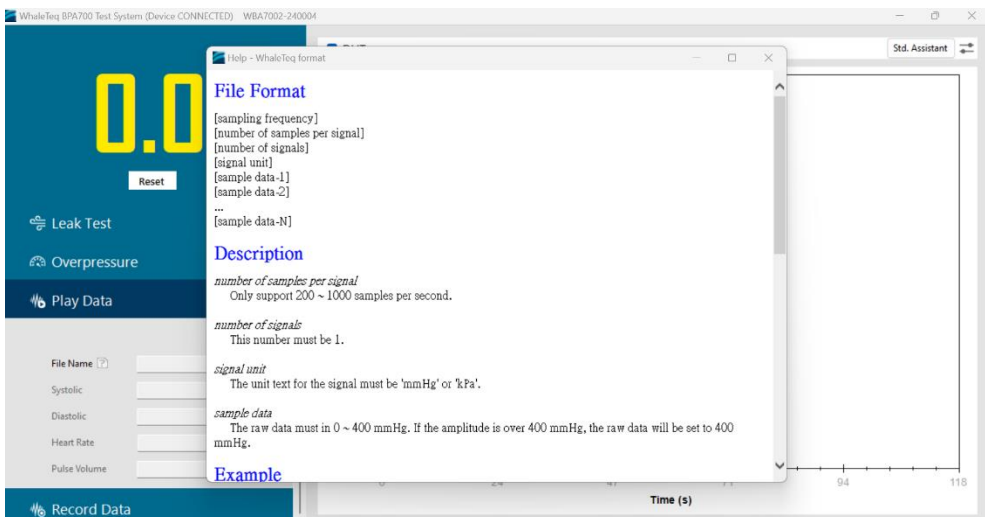 WhaleTeq BPA700 Test System (Device CONNECTED) WBA7002-240004
Std. Assistant
0.0
Reset
Leak Test
Overpressure
Play Data
File Name
Systolic
Diastolic
Heart Rate
Pulse Volume
Record Data
Help - WhaleTeq format
File Format
[sampling frequency]
[number of samples per signal]
[number of signals]
[signal unit]
[sample data-1]
[sample data-2]
...
[sample data-N]
Description
number of samples per signal
Only support 200 ~ 1000 samples per second.
number of signals
This number must be 1.
signal unit
The unit text for the signal must be 'mmHg' or 'kPa'.
sample data
The raw data must in 0 ~ 400 mmHg. If the amplitude is over 400 mmHg, the raw data will be set to 400
mmHg.
Example
94 118
Time (s)